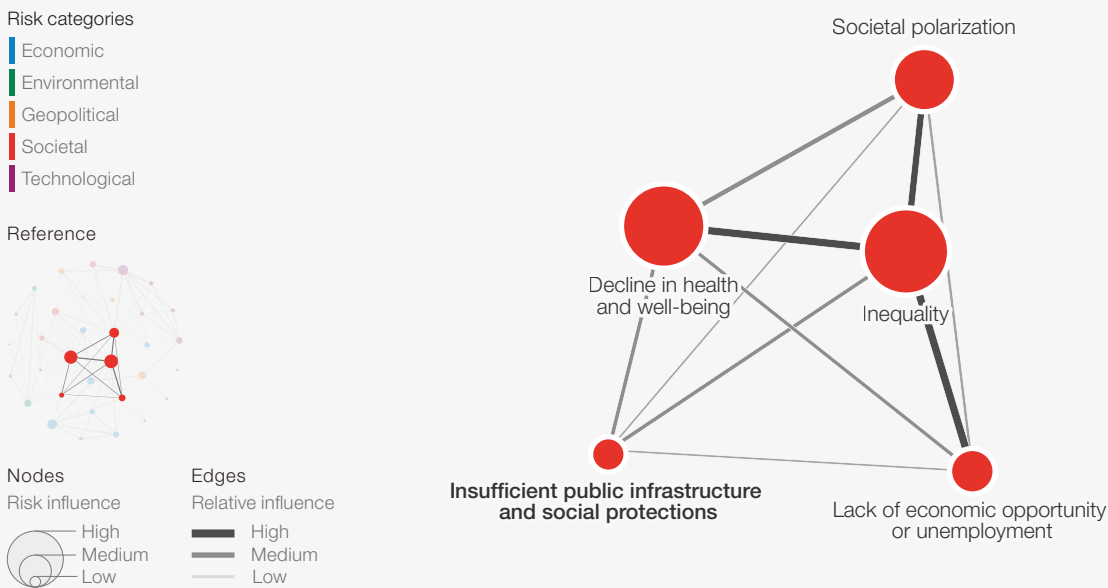 Risk categories
Economic
Environmental
Geopolitical
Societal
Technological
Reference
Nodes
Risk influence
High
Medium
Low
Edges
Relative influence
High
Medium
Low
Societal polarization
Decline in health
and well-being
Inequality
Insufficient public infrastructure
and social protections
Lack of economic opportunity
or unemployment